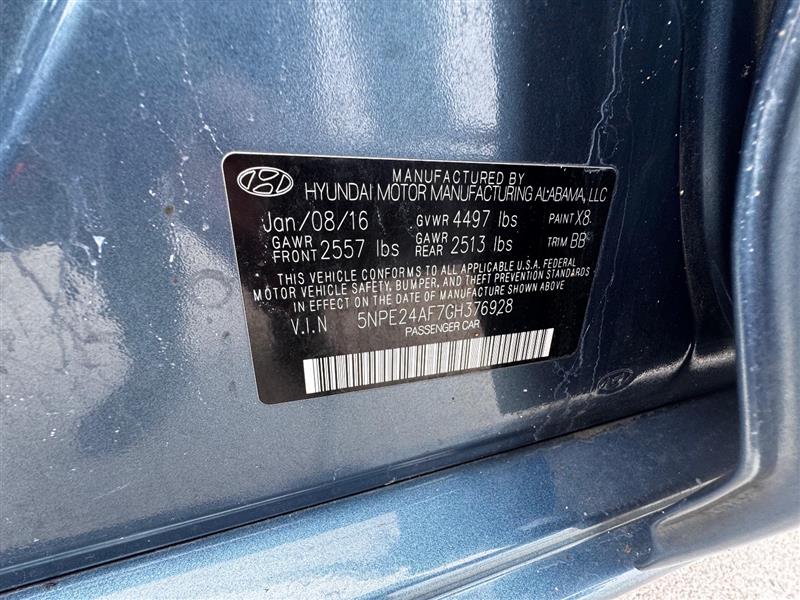 MANUFACTURED BY
HYUNDAI MOTOR MANUFACTURING ALABAMA, LLC
Jan/08/16 GVWR 4497 lbs PAINT X8
GAWR FRONT 2557 lbs GAWR REAR 2513 lbs TRIM BB
THIS VEHICLE CONFORMS TO ALL APPLICABLE U.S.A. FEDERAL
MOTOR VEHICLE SAFETY, BUMPER, AND THEFT PREVENTION STANDARDS
IN EFFECT ON THE DATE OF MANUFACTURE SHOWN ABOVE
V.I.N 5NPE24AF7GH376928
PASSENGER CAR